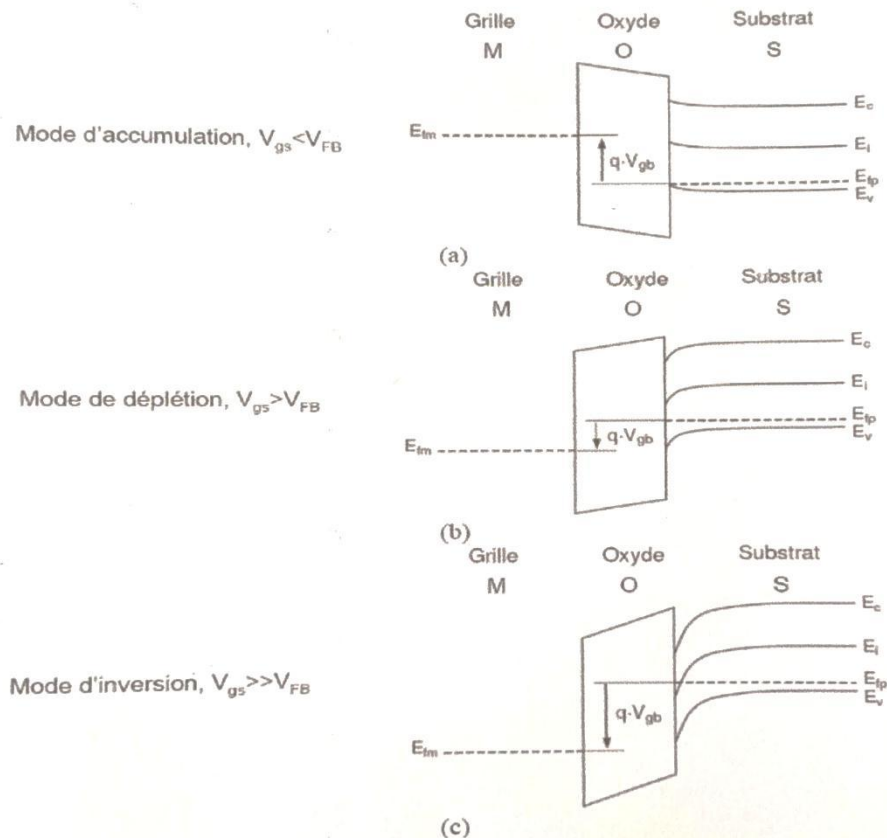 Grille Oxyde Substrat
M O S
E_c
Mode d'accumulation, V_gs<V_FB
E_fm
q·V_gb
E_i
E_fp
E_v
(a)
Grille Oxyde Substrat
M O S
E_c
Mode de déplétion, V_gs>V_FB
E_i
E_fp
q·V_gb
E_v
E_fm
(b)
Grille Oxyde Substrat
M O S
E_c
E_i
Mode d'inversion, V_gs>>V_FB
E_fp
E_v
q·V_gb
E_fm
(c)